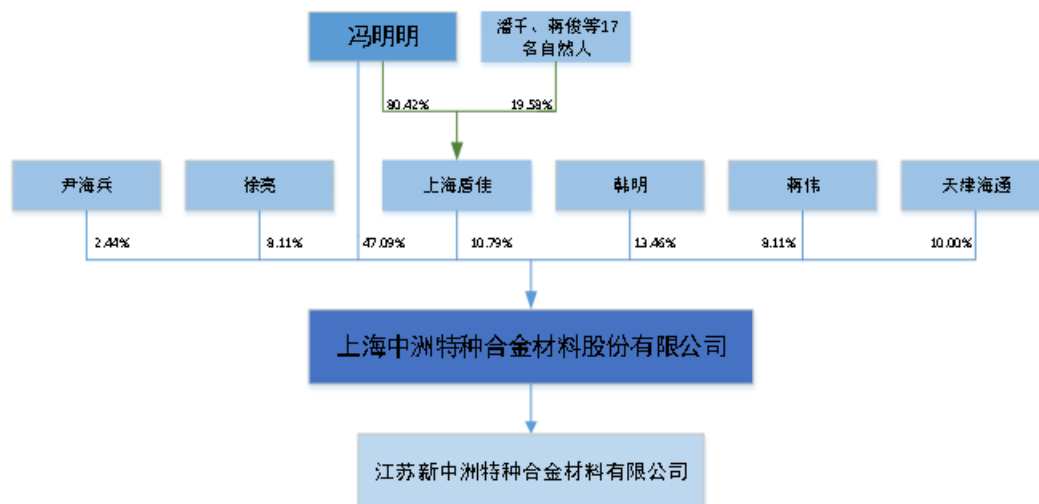 冯明明
潘千、蒋俊等17
名自然人
80.42%
19.58%
尹海兵
徐亮
上海盾佳
韩明
蒋伟
天津海通
2.44%
8.11%
47.09%
10.79%
13.46%
8.11%
10.00%
上海中洲特种合金材料股份有限公司
江苏新中洲特种合金材料有限公司